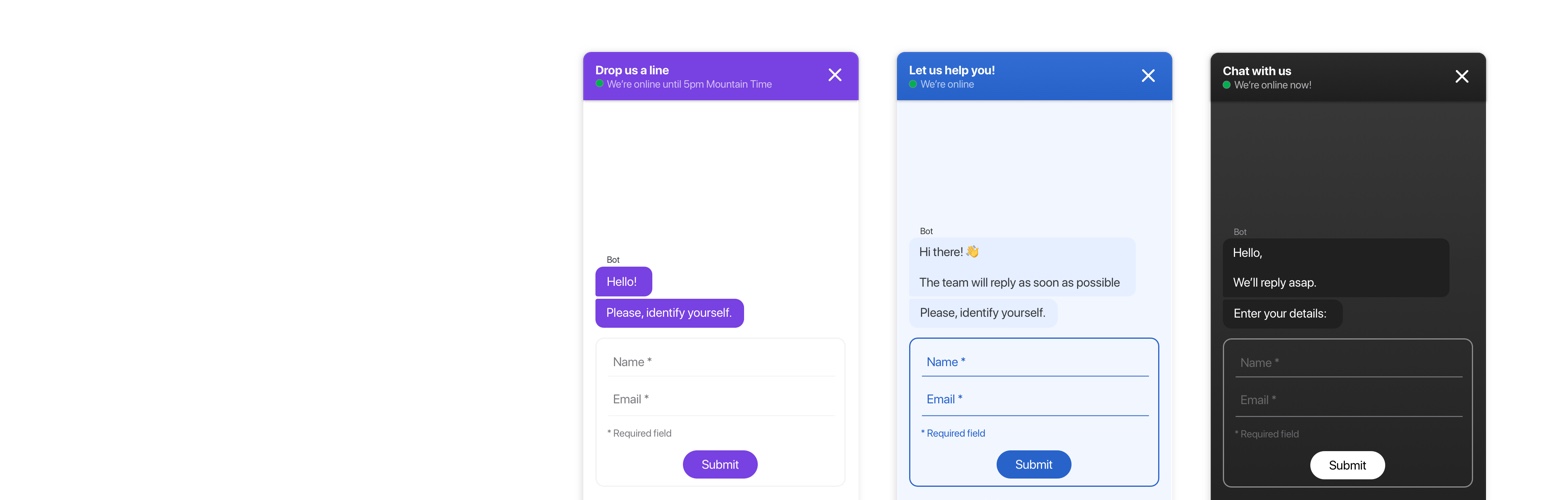 Drop us a line
We're online until 5pm Mountain Time
Bot
Hello!
Please, identify yourself.
Name *
Email *
* Required field
Submit
Let us help you!
We're online
Bot
Hi there! 👋
The team will reply as soon as possible
Please, identify yourself.
Name *
Email *
* Required field
Submit
Chat with us
We're online now!
Bot
Hello,
We'll reply asap.
Enter your details:
Name *
Email *
* Required field
Submit